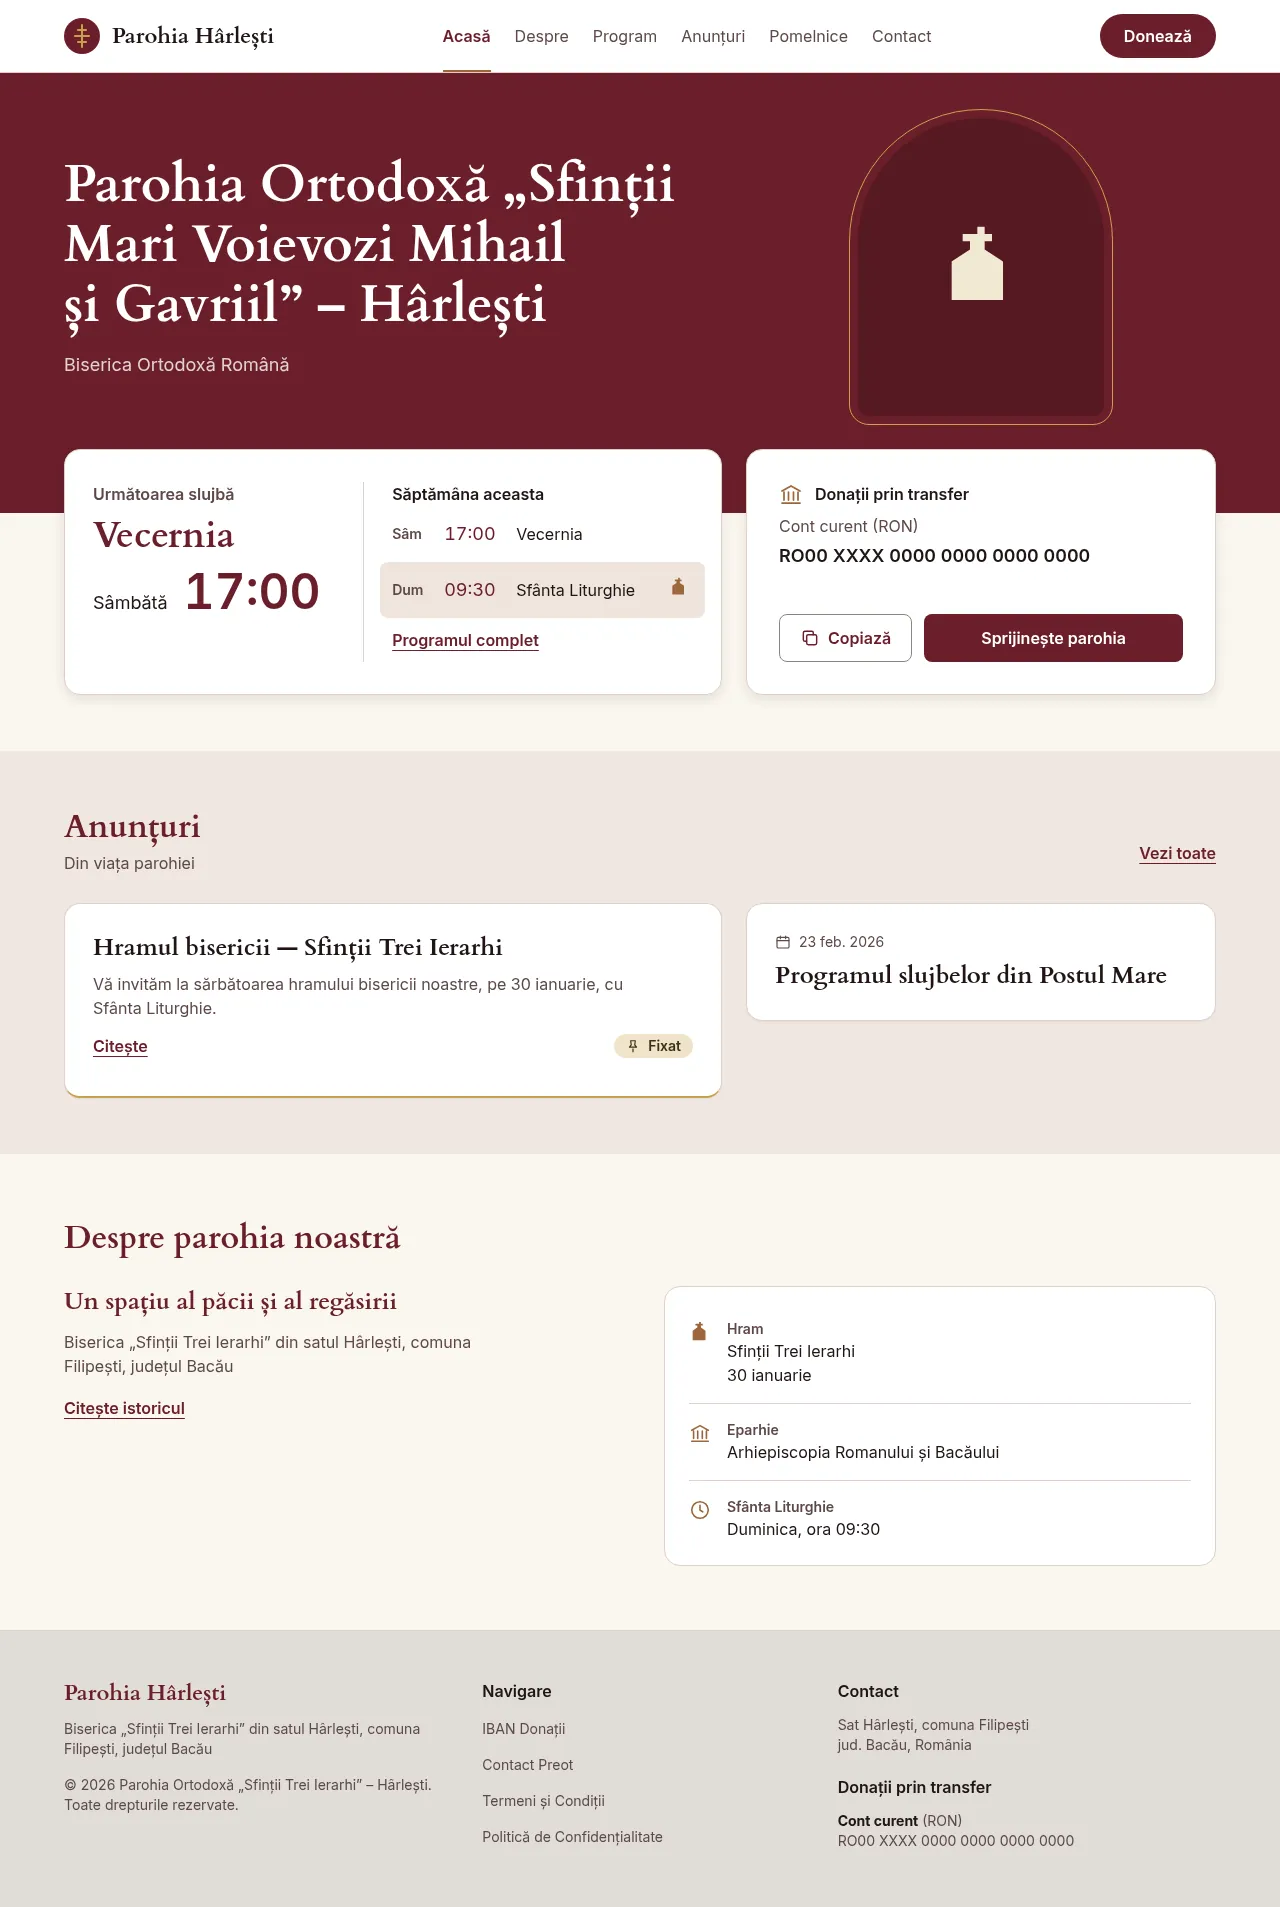 Parohia Hârlești
Acasă
Despre
Program
Anunțuri
Pomelnice
Contact
Donează
Parohia Ortodoxă „Sfinții
Mari Voievozi Mihail
și Gavriil” – Hârlești
Biserica Ortodoxă Română
Următoarea slujbă
Vecernia
Sâmbătă 17:00
Săptămâna aceasta
Sâm 17:00 Vecernia
Dum 09:30 Sfânta Liturghie
Programul complet
Donații prin transfer
Cont curent (RON)
RO00 XXXX 0000 0000 0000 0000
Copiază
Sprijinește parohia
Anunțuri
Din viața parohiei
Vezi toate
Hramul bisericii — Sfinții Trei Ierarhi
Vă invităm la sărbătoarea hramului bisericii noastre, pe 30 ianuarie, cu
Sfânta Liturghie.
Citește
Fixat
23 feb. 2026
Programul slujbelor din Postul Mare
Despre parohia noastră
Un spațiu al păcii și al regăsirii
Biserica „Sfinții Trei Ierarhi” din satul Hârlești, comuna
Filipești, județul Bacău
Citește istoricul
Hram
Sfinții Trei Ierarhi
30 ianuarie
Eparhie
Arhiepiscopia Romanului și Bacăului
Sfânta Liturghie
Duminica, ora 09:30
Parohia Hârlești
Biserica „Sfinții Trei Ierarhi” din satul Hârlești, comuna
Filipești, județul Bacău
© 2026 Parohia Ortodoxă „Sfinții Trei Ierarhi” – Hârlești.
Toate drepturile rezervate.
Navigare
IBAN Donații
Contact Preot
Termeni și Condiții
Politică de Confidențialitate
Contact
Sat Hârlești, comuna Filipești
jud. Bacău, România
Donații prin transfer
Cont curent (RON)
RO00 XXXX 0000 0000 0000 0000